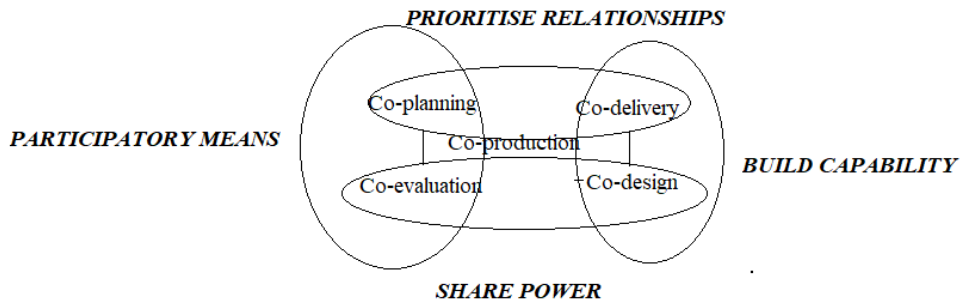 PRIORITISE RELATIONSHIPS
Co-planning
Co-delivery
PARTICIPATORY MEANS
Co-production
BUILD CAPABILITY
Co-evaluation
Co-design
SHARE POWER